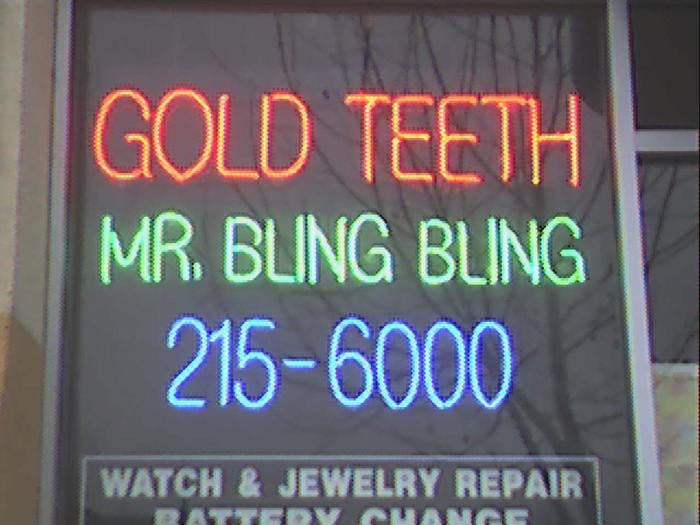 GOLD TEETH
MR. BLING BLING
215-6000
WATCH & JEWELRY REPAIR
BATTERY CHANGE